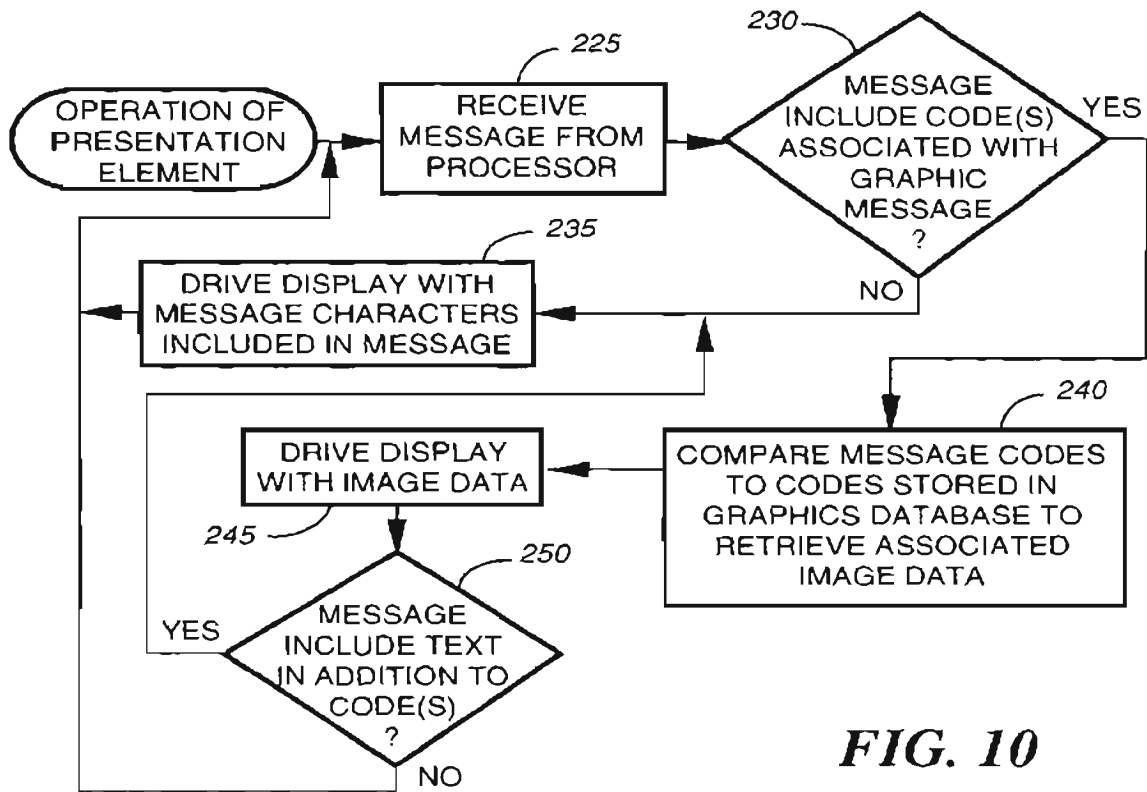 OPERATION OF
PRESENTATION
ELEMENT
225
RECEIVE
MESSAGE FROM
PROCESSOR
230
MESSAGE
INCLUDE CODE(S)
ASSOCIATED WITH
GRAPHIC
MESSAGE
?
YES
NO
235
DRIVE DISPLAY WITH
MESSAGE CHARACTERS
INCLUDED IN MESSAGE
240
COMPARE MESSAGE CODES
TO CODES STORED IN
GRAPHICS DATABASE TO
RETRIEVE ASSOCIATED
IMAGE DATA
DRIVE DISPLAY
WITH IMAGE DATA
245
250
MESSAGE
INCLUDE TEXT
IN ADDITION TO
CODE(S)
?
YES
NO
FIG. 10